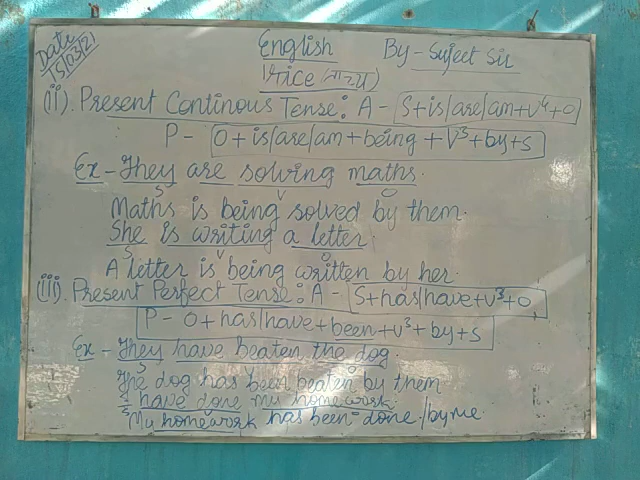 Date
15/03/21
English By - Sujeet Sir
Voice (वाच्य)
(ii). Present Continous Tense: A - S+is/are/am+V⁴+O
P - O+is/are/am+being+V³+by+S
Ex - They are solving maths.
S V O
Maths is being solved by them.
She is writing a letter.
S V O
A letter is being written by her.
(iii). Present Perfect Tense: A - S+has/have+V³+O
P - O+has/have+been+V³+by+S
Ex - They have beaten the dog.
The dog has been beaten by them
I have done my homework.
My homework has been done by me.